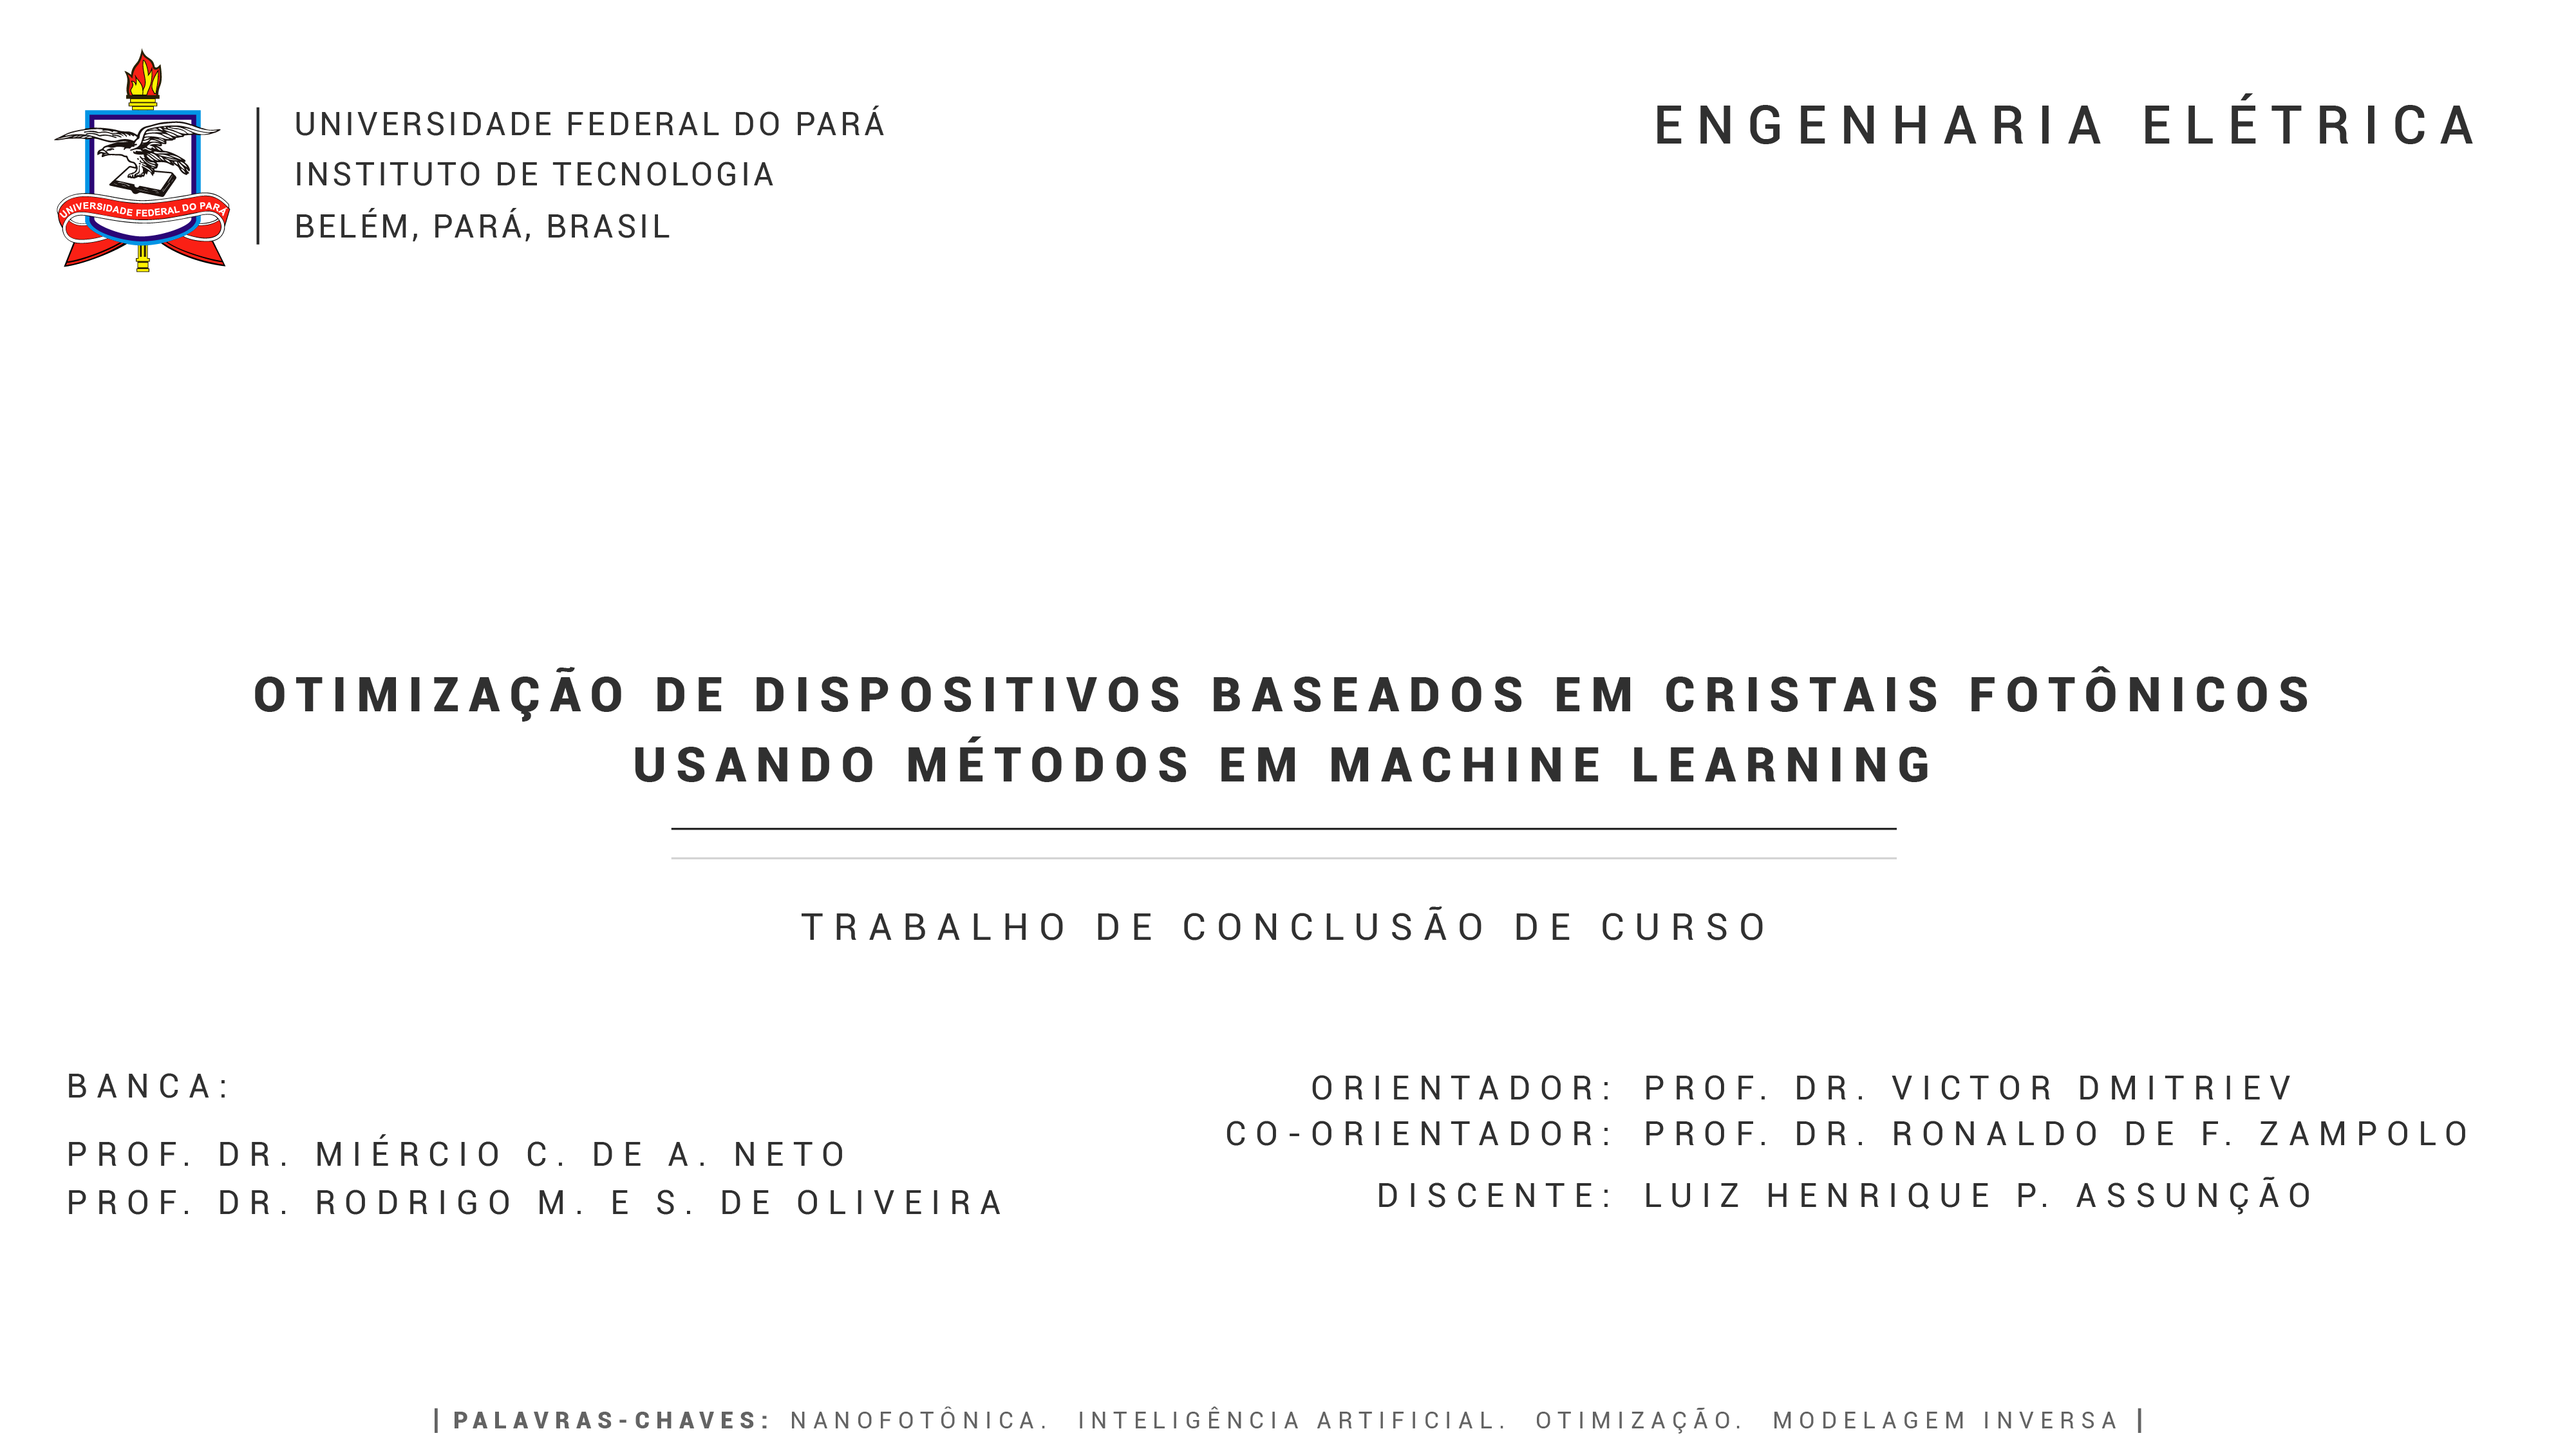 UNIVERSIDADE FEDERAL DO PARÁ
INSTITUTO DE TECNOLOGIA
BELÉM, PARÁ, BRASIL
UNIVERSIDADE FEDERAL DO PARÁ
ENGENHARIA ELÉTRICA
OTIMIZAÇÃO DE DISPOSITIVOS BASEADOS EM CRISTAIS FOTÔNICOS
USANDO MÉTODOS EM MACHINE LEARNING
TRABALHO DE CONCLUSÃO DE CURSO
BANCA:
PROF. DR. MIÉRCIO C. DE A. NETO
PROF. DR. RODRIGO M. E S. DE OLIVEIRA
ORIENTADOR: PROF. DR. VICTOR DMITRIEV
CO-ORIENTADOR: PROF. DR. RONALDO DE F. ZAMPOLO
DISCENTE: LUIZ HENRIQUE P. ASSUNÇÃO
| PALAVRAS-CHAVES: NANOFOTÔNICA. INTELIGÊNCIA ARTIFICIAL. OTIMIZAÇÃO. MODELAGEM INVERSA |